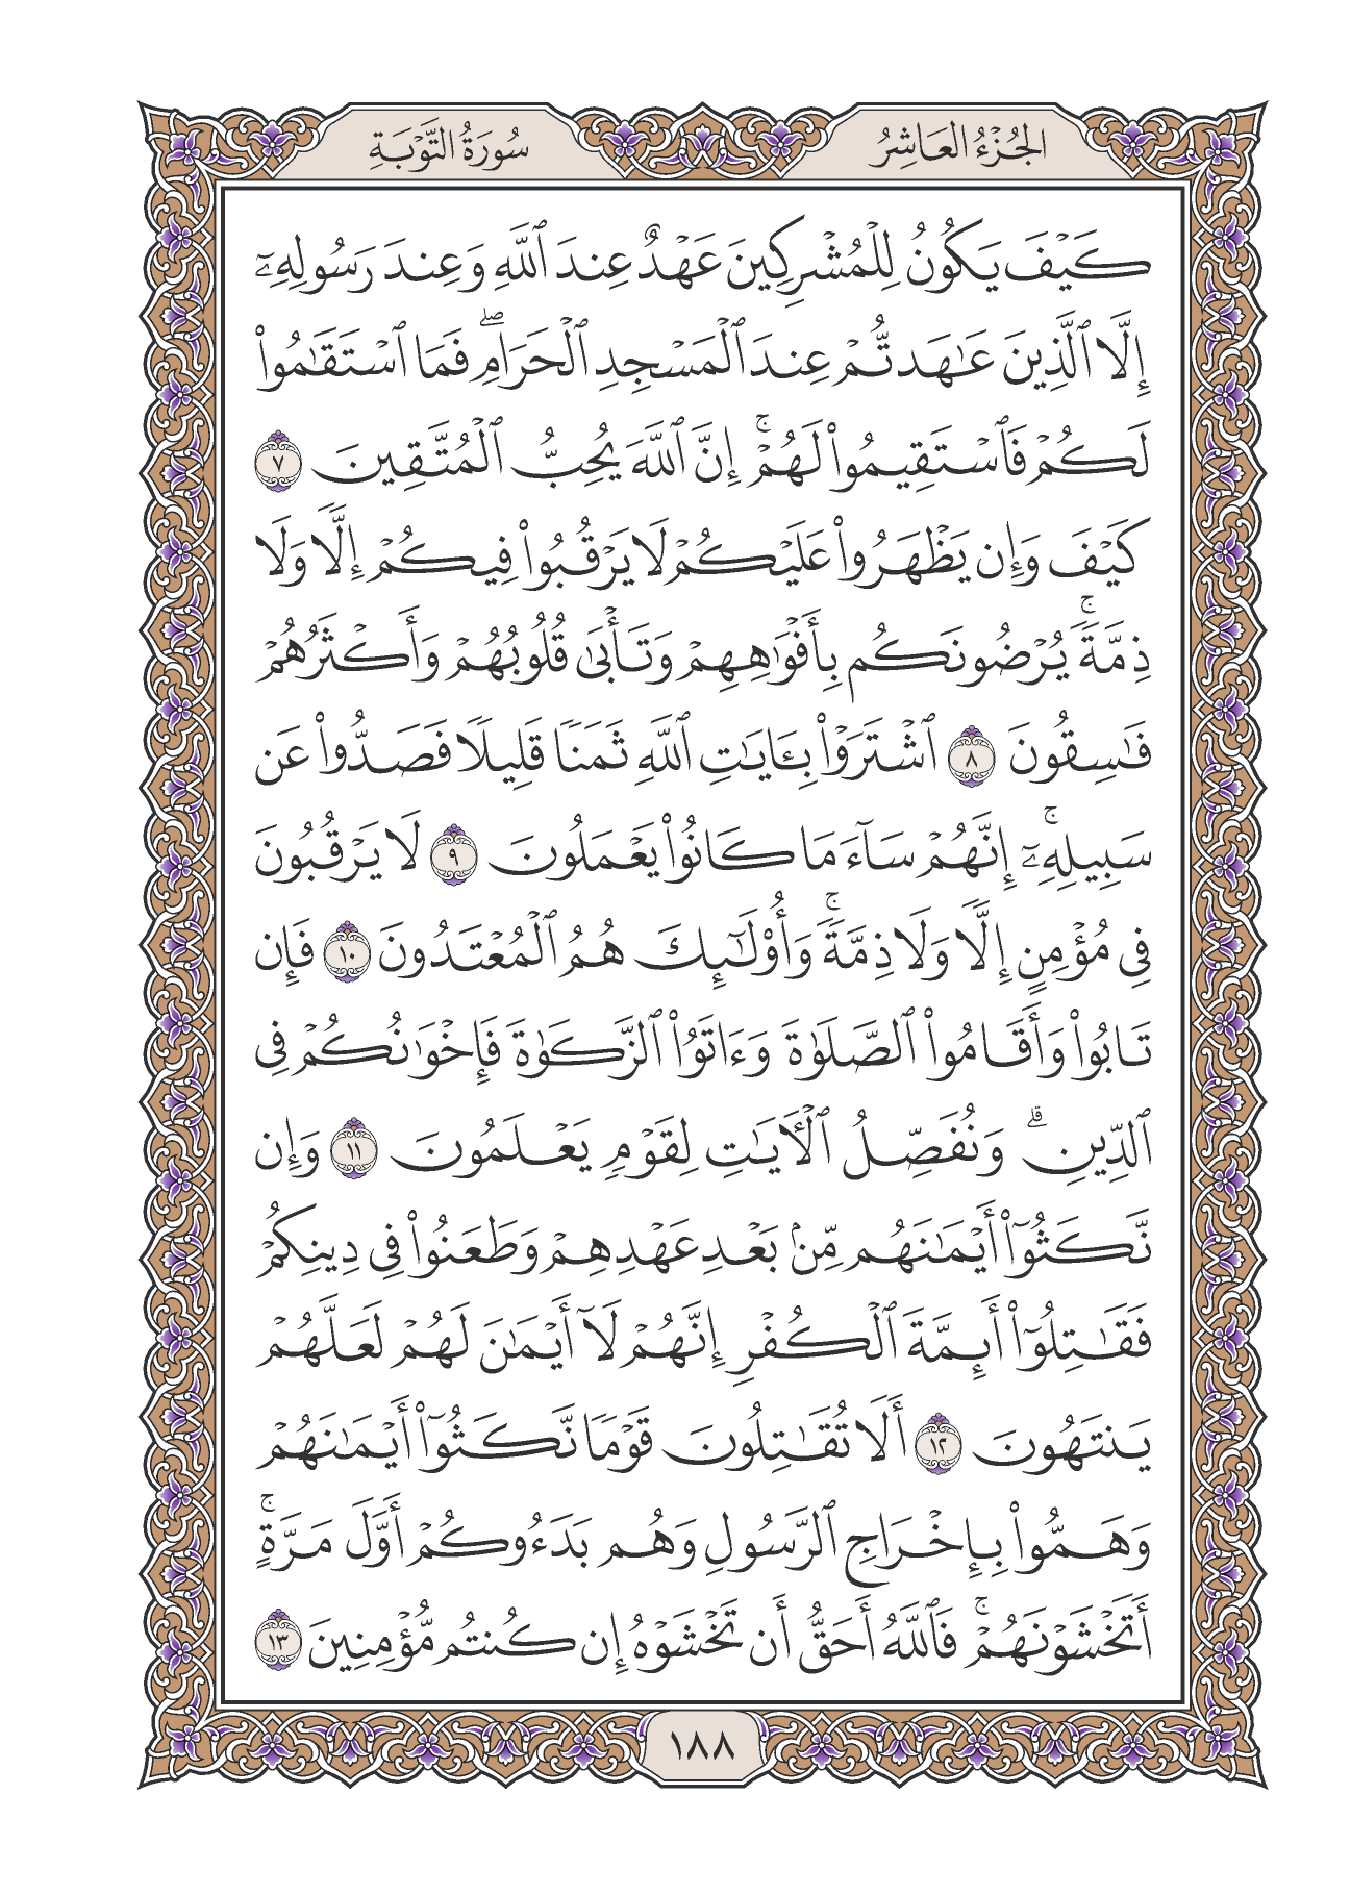 الجُزْءُ العَاشِرُ
سُورَةُ التَّوْبَةِ
كَيْفَ يَكُونُ لِلْمُشْرِكِينَ عَهْدٌ عِندَ ٱللَّهِ وَعِندَ رَسُولِهِۦٓ
إِلَّا ٱلَّذِينَ عَٰهَدتُّمْ عِندَ ٱلْمَسْجِدِ ٱلْحَرَامِۖ فَمَا ٱسْتَقَٰمُوا۟
لَكُمْ فَٱسْتَقِيمُوا۟ لَهُمْۚ إِنَّ ٱللَّهَ يُحِبُّ ٱلْمُتَّقِينَ ٧
كَيْفَ وَإِن يَظْهَرُوا۟ عَلَيْكُمْ لَا يَرْقُبُوا۟ فِيكُمْ إِلًّا وَلَا
ذِمَّةًۚ يُرْضُونَكُم بِأَفْوَٰهِهِمْ وَتَأْبَىٰ قُلُوبُهُمْ وَأَكْثَرُهُمْ
فَٰسِقُونَ ٨ ٱشْتَرَوْا۟ بِـَٔايَٰتِ ٱللَّهِ ثَمَنًا قَلِيلًا فَصَدُّوا۟ عَن
سَبِيلِهِۦٓۚ إِنَّهُمْ سَآءَ مَا كَانُوا۟ يَعْمَلُونَ ٩ لَا يَرْقُبُونَ
فِى مُؤْمِنٍ إِلًّا وَلَا ذِمَّةًۚ وَأُو۟لَٰٓئِكَ هُمُ ٱلْمُعْتَدُونَ ١٠ فَإِن
تَابُوا۟ وَأَقَامُوا۟ ٱلصَّلَوٰةَ وَءَاتَوُا۟ ٱلزَّكَوٰةَ فَإِخْوَٰنُكُمْ فِى
ٱلدِّينِۗ وَنُفَصِّلُ ٱلْـَٔايَٰتِ لِقَوْمٍ يَعْلَمُونَ ١١ وَإِن
نَّكَثُوٓا۟ أَيْمَٰنَهُم مِّنۢ بَعْدِ عَهْدِهِمْ وَطَعَنُوا۟ فِى دِينِكُمْ
فَقَٰتِلُوٓا۟ أَئِمَّةَ ٱلْكُفْرِ إِنَّهُمْ لَآ أَيْمَٰنَ لَهُمْ لَعَلَّهُمْ
يَنتَهُونَ ١٢ أَلَا تُقَٰتِلُونَ قَوْمًا نَّكَثُوٓا۟ أَيْمَٰنَهُمْ
وَهَمُّوا۟ بِإِخْرَاجِ ٱلرَّسُولِ وَهُم بَدَءُوكُمْ أَوَّلَ مَرَّةٍۚ
أَتَخْشَوْنَهُمْۚ فَٱللَّهُ أَحَقُّ أَن تَخْشَوْهُ إِن كُنتُم مُّؤْمِنِينَ ١٣
١٨٨